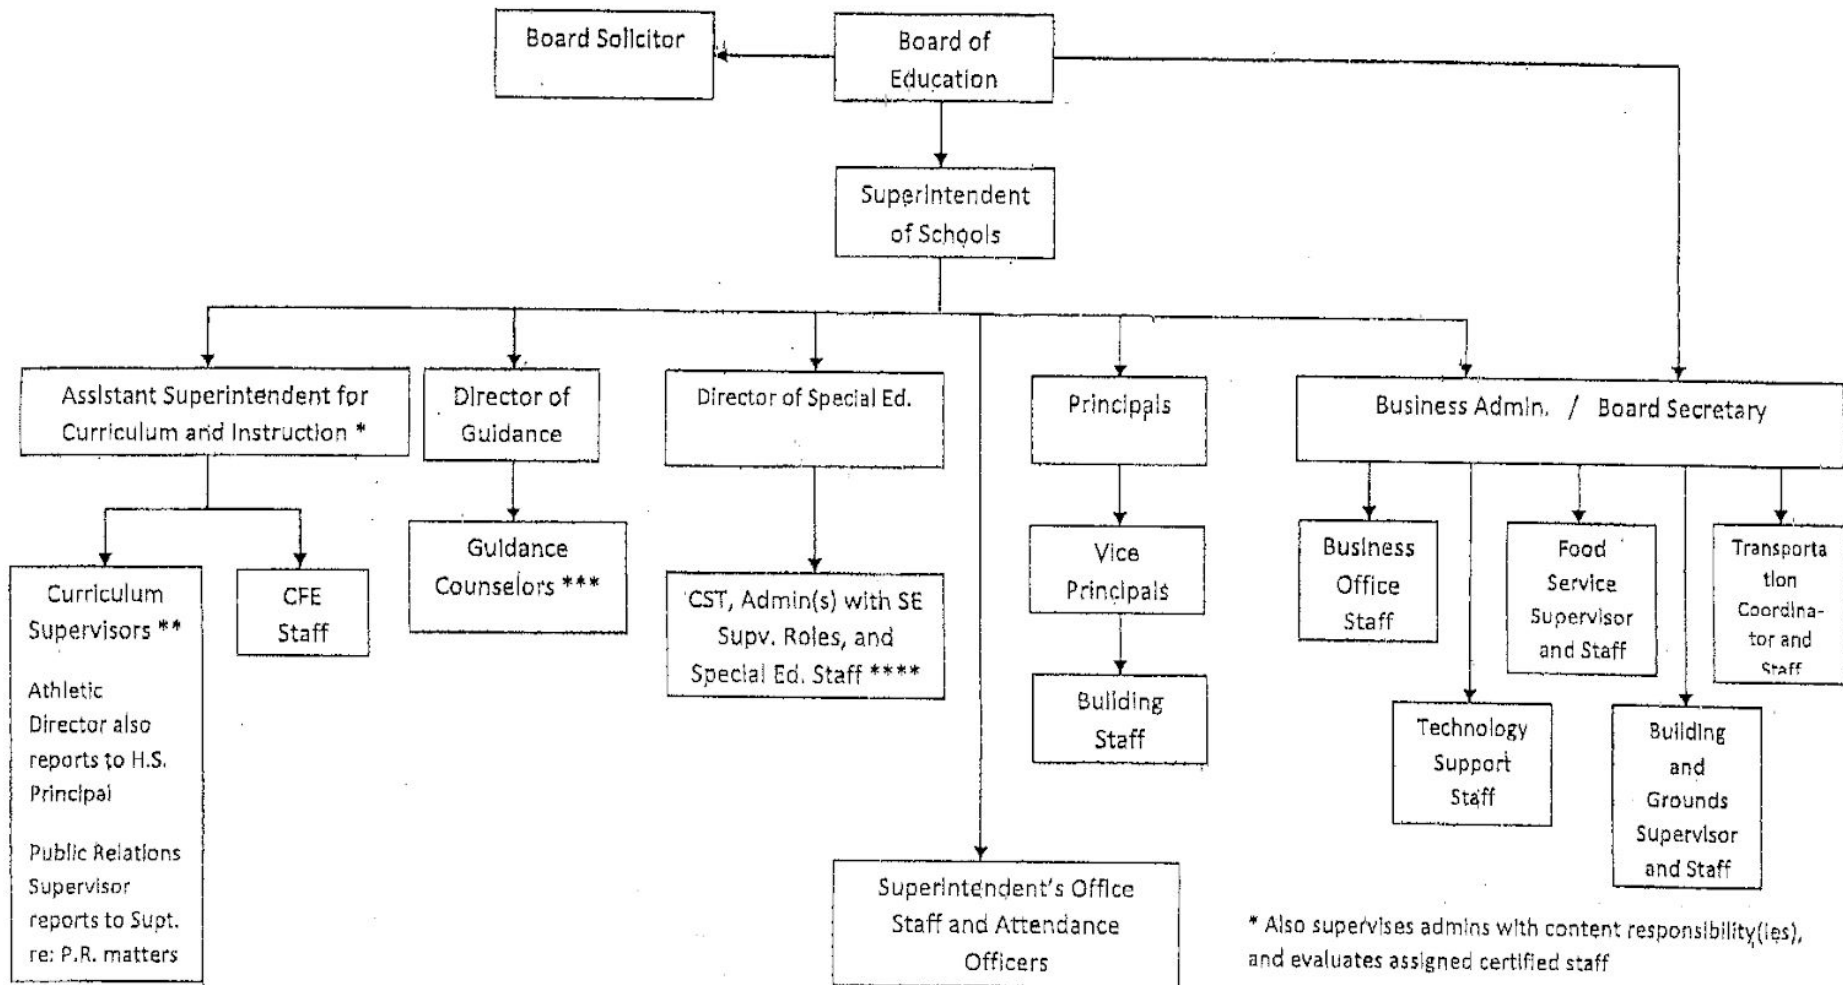 Board Solicitor
Board of
Education
Superintendent
of Schools
Assistant Superintendent for
Curriculum and Instruction *
Director of
Guidance
Director of Special Ed.
Principals
Business Admin. / Board Secretary
Curriculum
Supervisors **
Athletic
Director also
reports to H.S.
Principal
Public Relations
Supervisor
reports to Supt.
re: P.R. matters
CFE
Staff
Guidance
Counselors ***
CST, Admin(s) with SE
Supv. Roles, and
Special Ed. Staff ****
Vice
Principals
Building
Staff
Business
Office
Staff
Food
Service
Supervisor
and Staff
Transporta
tion
Coordina-
tor and
Staff
Technology
Support
Staff
Building
and
Grounds
Supervisor
and Staff
Superintendent's Office
Staff and Attendance
Officers
* Also supervises admins with content responsibility(ies),
and evaluates assigned certified staff